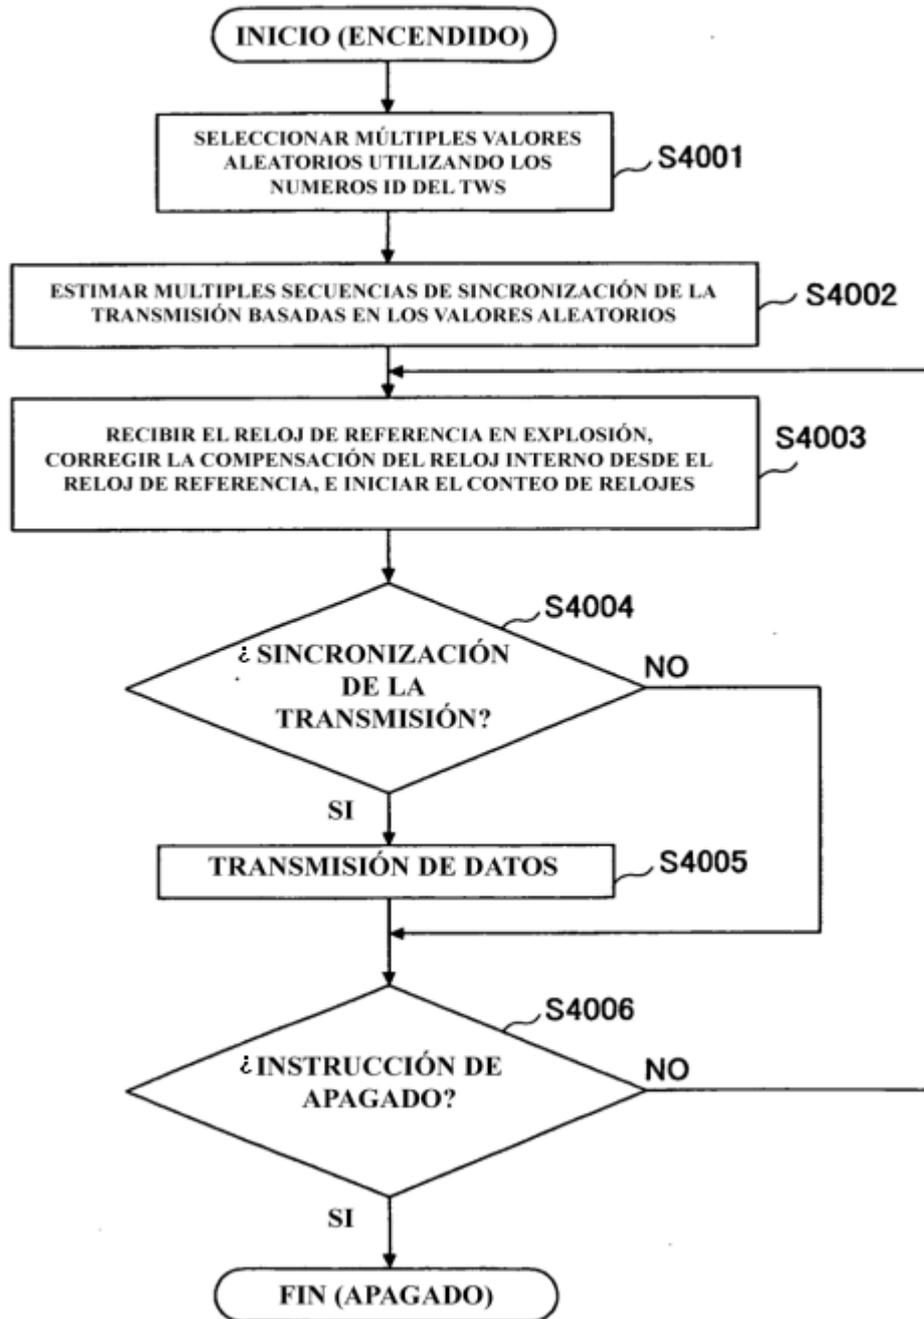 INICIO (ENCENDIDO)
SELECCIONAR MÚLTIPLES VALORES
ALEATORIOS UTILIZANDO LOS
NUMEROS ID DEL TWS
S4001
ESTIMAR MULTIPLES SECUENCIAS DE SINCRONIZACIÓN DE LA
TRANSMISIÓN BASADAS EN LOS VALORES ALEATORIOS
S4002
RECIBIR EL RELOJ DE REFERENCIA EN EXPLOSIÓN,
CORREGIR LA COMPENSACIÓN DEL RELOJ INTERNO DESDE EL
RELOJ DE REFERENCIA, E INICIAR EL CONTEO DE RELOJES
S4003
S4004
¿SINCRONIZACIÓN
DE LA
TRANSMISIÓN?
NO
SI
TRANSMISIÓN DE DATOS
S4005
S4006
¿INSTRUCCIÓN DE
APAGADO?
NO
SI
FIN (APAGADO)